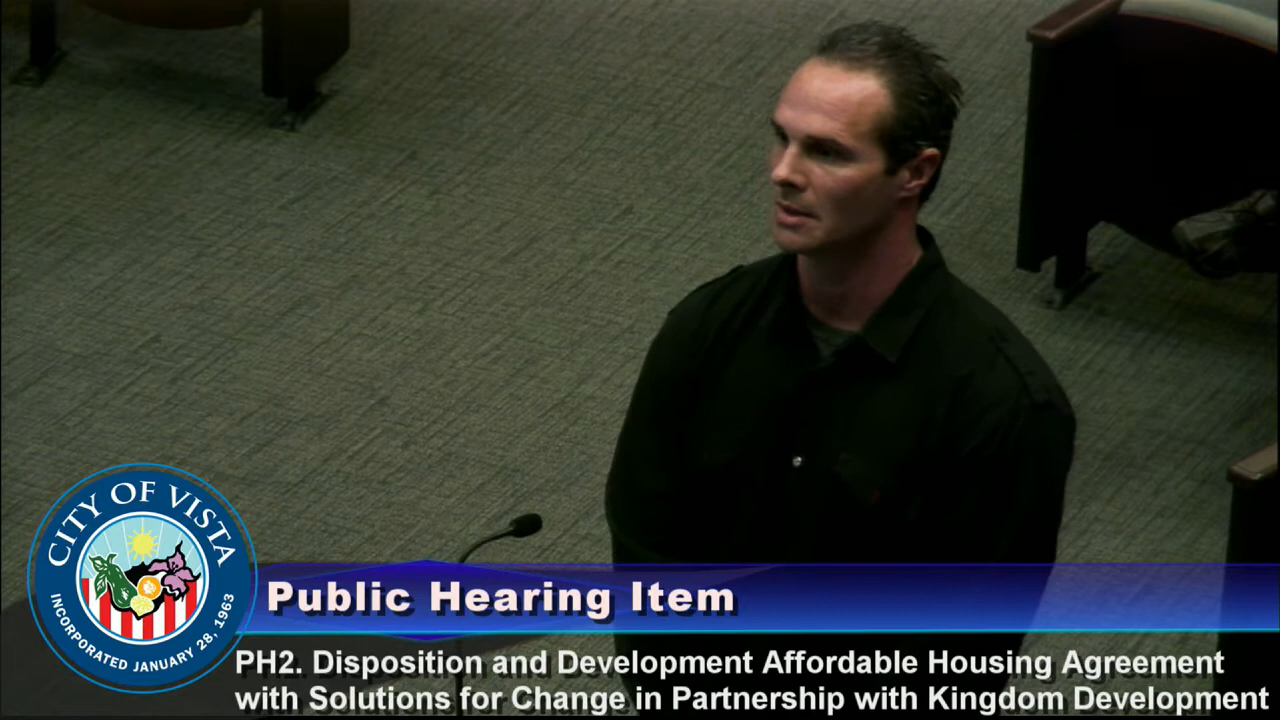 CITY OF VISTA
INCORPORATED JANUARY 28, 1963
Public Hearing Item
PH2. Disposition and Development Affordable Housing Agreement
with Solutions for Change in Partnership with Kingdom Development